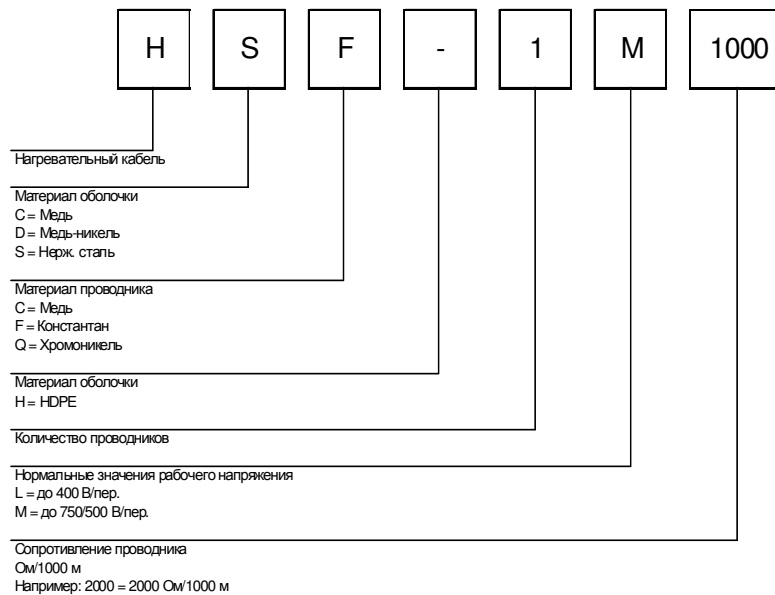 H S F - 1 M 1000
Нагревательный кабель
Материал оболочки
C = Медь
D = Медь-никель
S = Нерж. сталь
Материал проводника
C = Медь
F = Константан
Q = Хромоникель
Материал оболочки
H = HDPE
Количество проводников
Нормальные значения рабочего напряжения
L = до 400 В/пер.
M = до 750/500 В/пер.
Сопротивление проводника
Ом/1000 м
Например: 2000 = 2000 Ом/1000 м